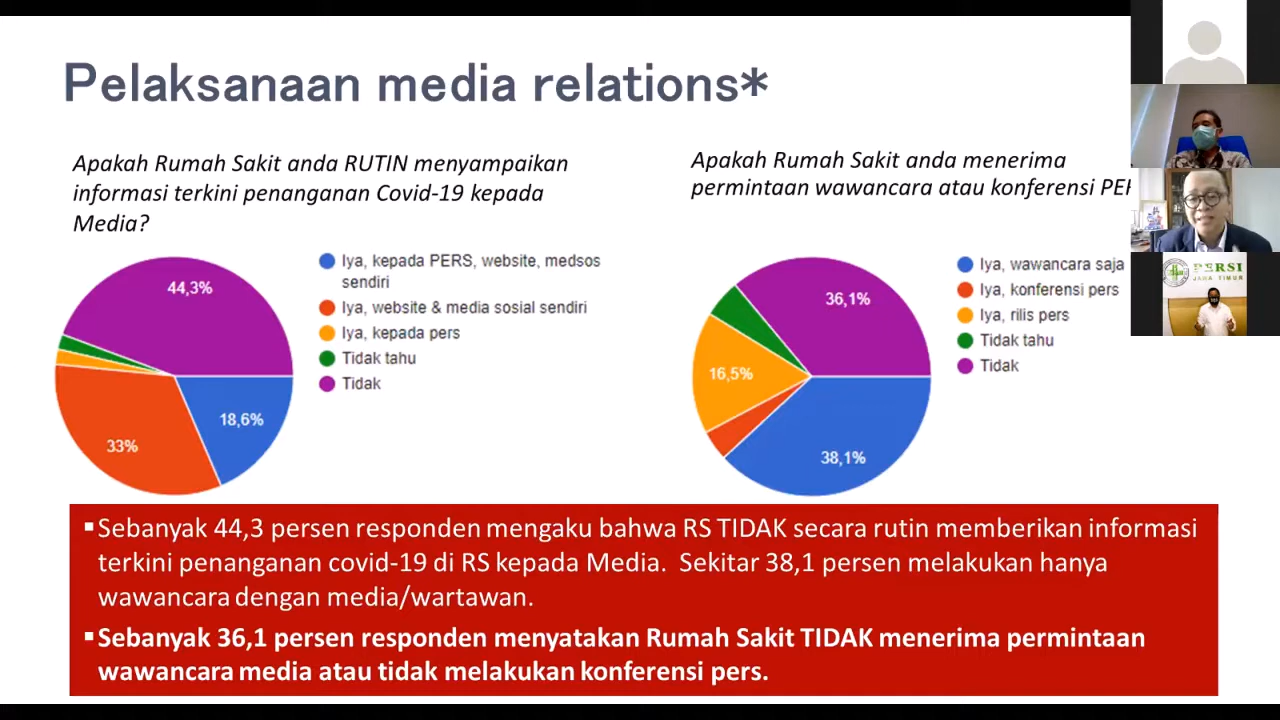 Pelaksanaan media relations*
Apakah Rumah Sakit anda RUTIN menyampaikan
informasi terkini penanganan Covid-19 kepada
Media?
44,3%
18,6%
33%
Iya, kepada PERS, website, medsos
sendiri
Iya, website & media sosial sendiri
Iya, kepada pers
Tidak tahu
Tidak
Apakah Rumah Sakit anda menerima
permintaan wawancara atau konferensi
36,1%
16,5%
38,1%
Iya, wawancara saja
Iya, konferensi pers
Iya, rilis pers
Tidak tahu
Tidak
PERSI
JAWA TIMUR
▪Sebanyak 44,3 persen responden mengaku bahwa RS TIDAK secara rutin memberikan informasi
terkini penanganan covid-19 di RS kepada Media. Sekitar 38,1 persen melakukan hanya
wawancara dengan media/wartawan.
▪Sebanyak 36,1 persen responden menyatakan Rumah Sakit TIDAK menerima permintaan
wawancara media atau tidak melakukan konferensi pers.